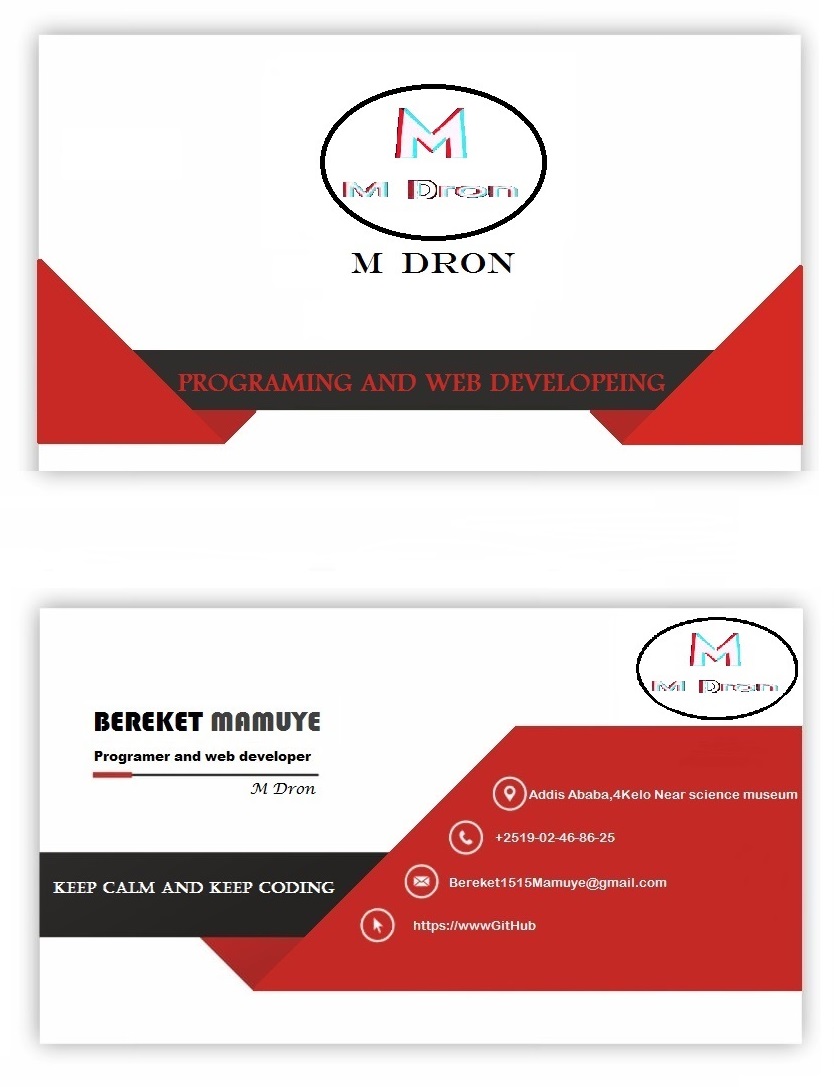 M
M Dron
M DRON
PROGRAMING AND WEB DEVELOPEING
M
M Dron
BEREKET MAMUYE
Programer and web developer
M Dron
Addis Ababa,4Kelo Near science museum
+2519-02-46-86-25
KEEP CALM AND KEEP CODING
Bereket1515Mamuye@gmail.com
https://wwwGitHub